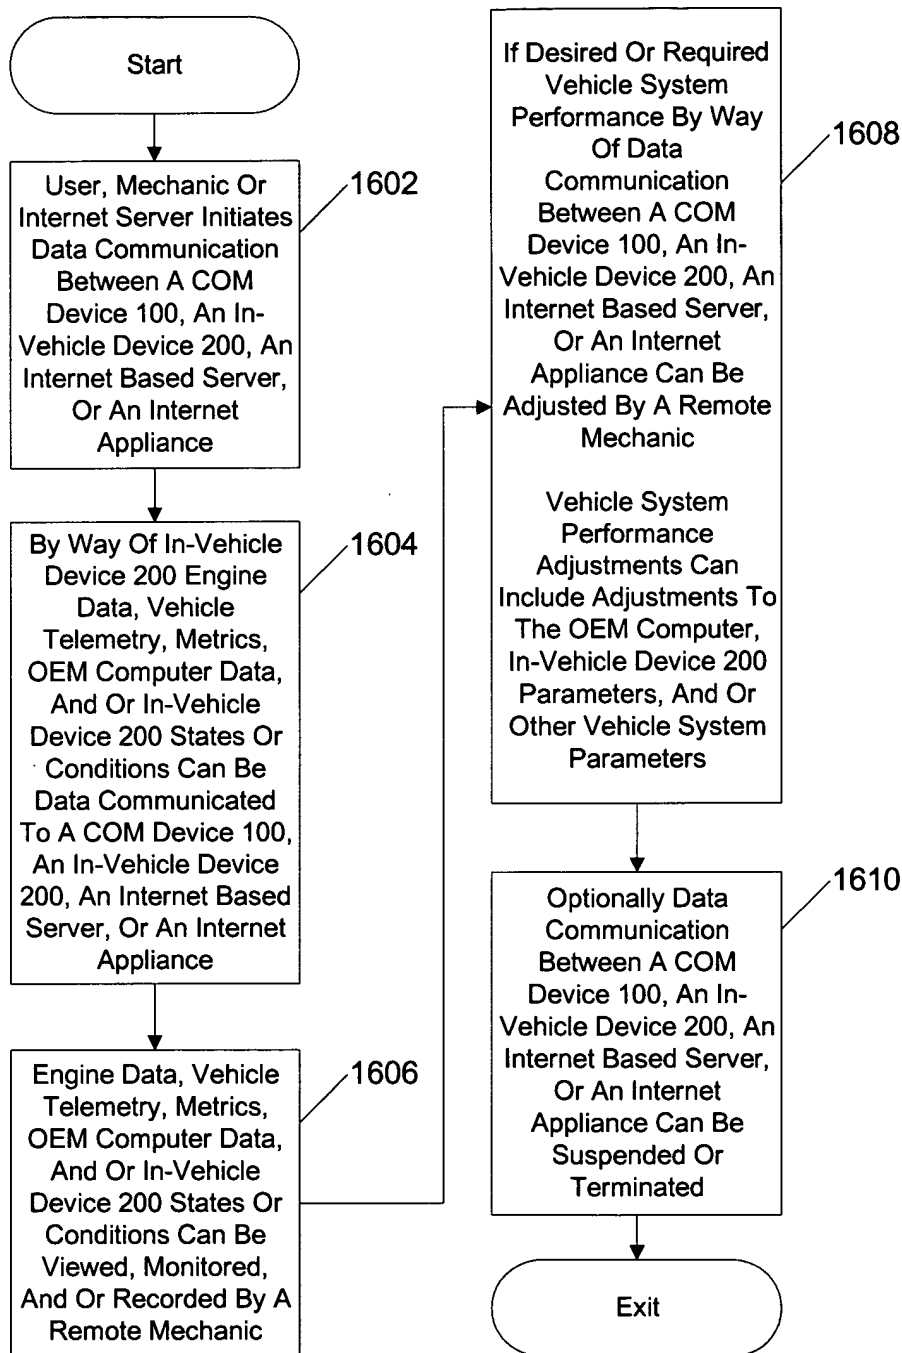 Start
User, Mechanic Or
Internet Server Initiates
Data Communication
Between A COM
Device 100, An In-
Vehicle Device 200, An
Internet Based Server,
Or An Internet
Appliance
1602
By Way Of In-Vehicle
Device 200 Engine
Data, Vehicle
Telemetry, Metrics,
OEM Computer Data,
And Or In-Vehicle
Device 200 States Or
Conditions Can Be
Data Communicated
To A COM Device 100,
An In-Vehicle Device
200, An Internet Based
Server, Or An Internet
Appliance
1604
Engine Data, Vehicle
Telemetry, Metrics,
OEM Computer Data,
And Or In-Vehicle
Device 200 States Or
Conditions Can Be
Viewed, Monitored,
And Or Recorded By A
Remote Mechanic
1606
If Desired Or Required
Vehicle System
Performance By Way
Of Data
Communication
Between A COM
Device 100, An In-
Vehicle Device 200, An
Internet Based Server,
Or An Internet
Appliance Can Be
Adjusted By A Remote
Mechanic
Vehicle System
Performance
Adjustments Can
Include Adjustments To
The OEM Computer,
In-Vehicle Device 200
Parameters, And Or
Other Vehicle System
Parameters
1608
Optionally Data
Communication
Between A COM
Device 100, An In-
Vehicle Device 200, An
Internet Based Server,
Or An Internet
Appliance Can Be
Suspended Or
Terminated
1610
Exit